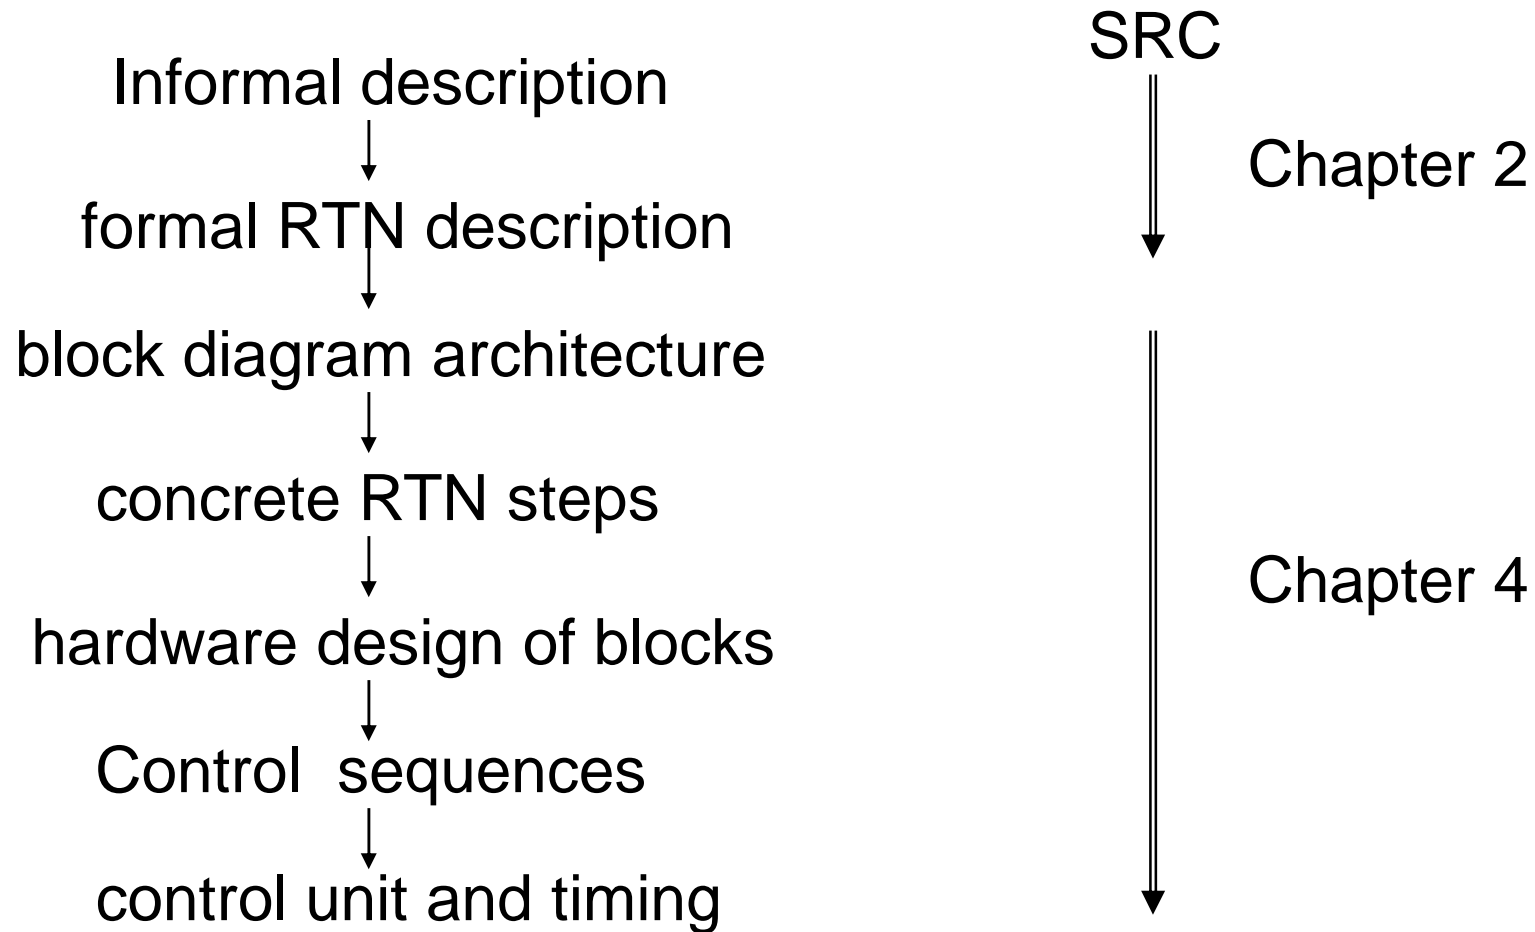 SRC
Informal description
Chapter 2
formal RTN description
block diagram architecture
concrete RTN steps
Chapter 4
hardware design of blocks
Control  sequences
control unit and timing